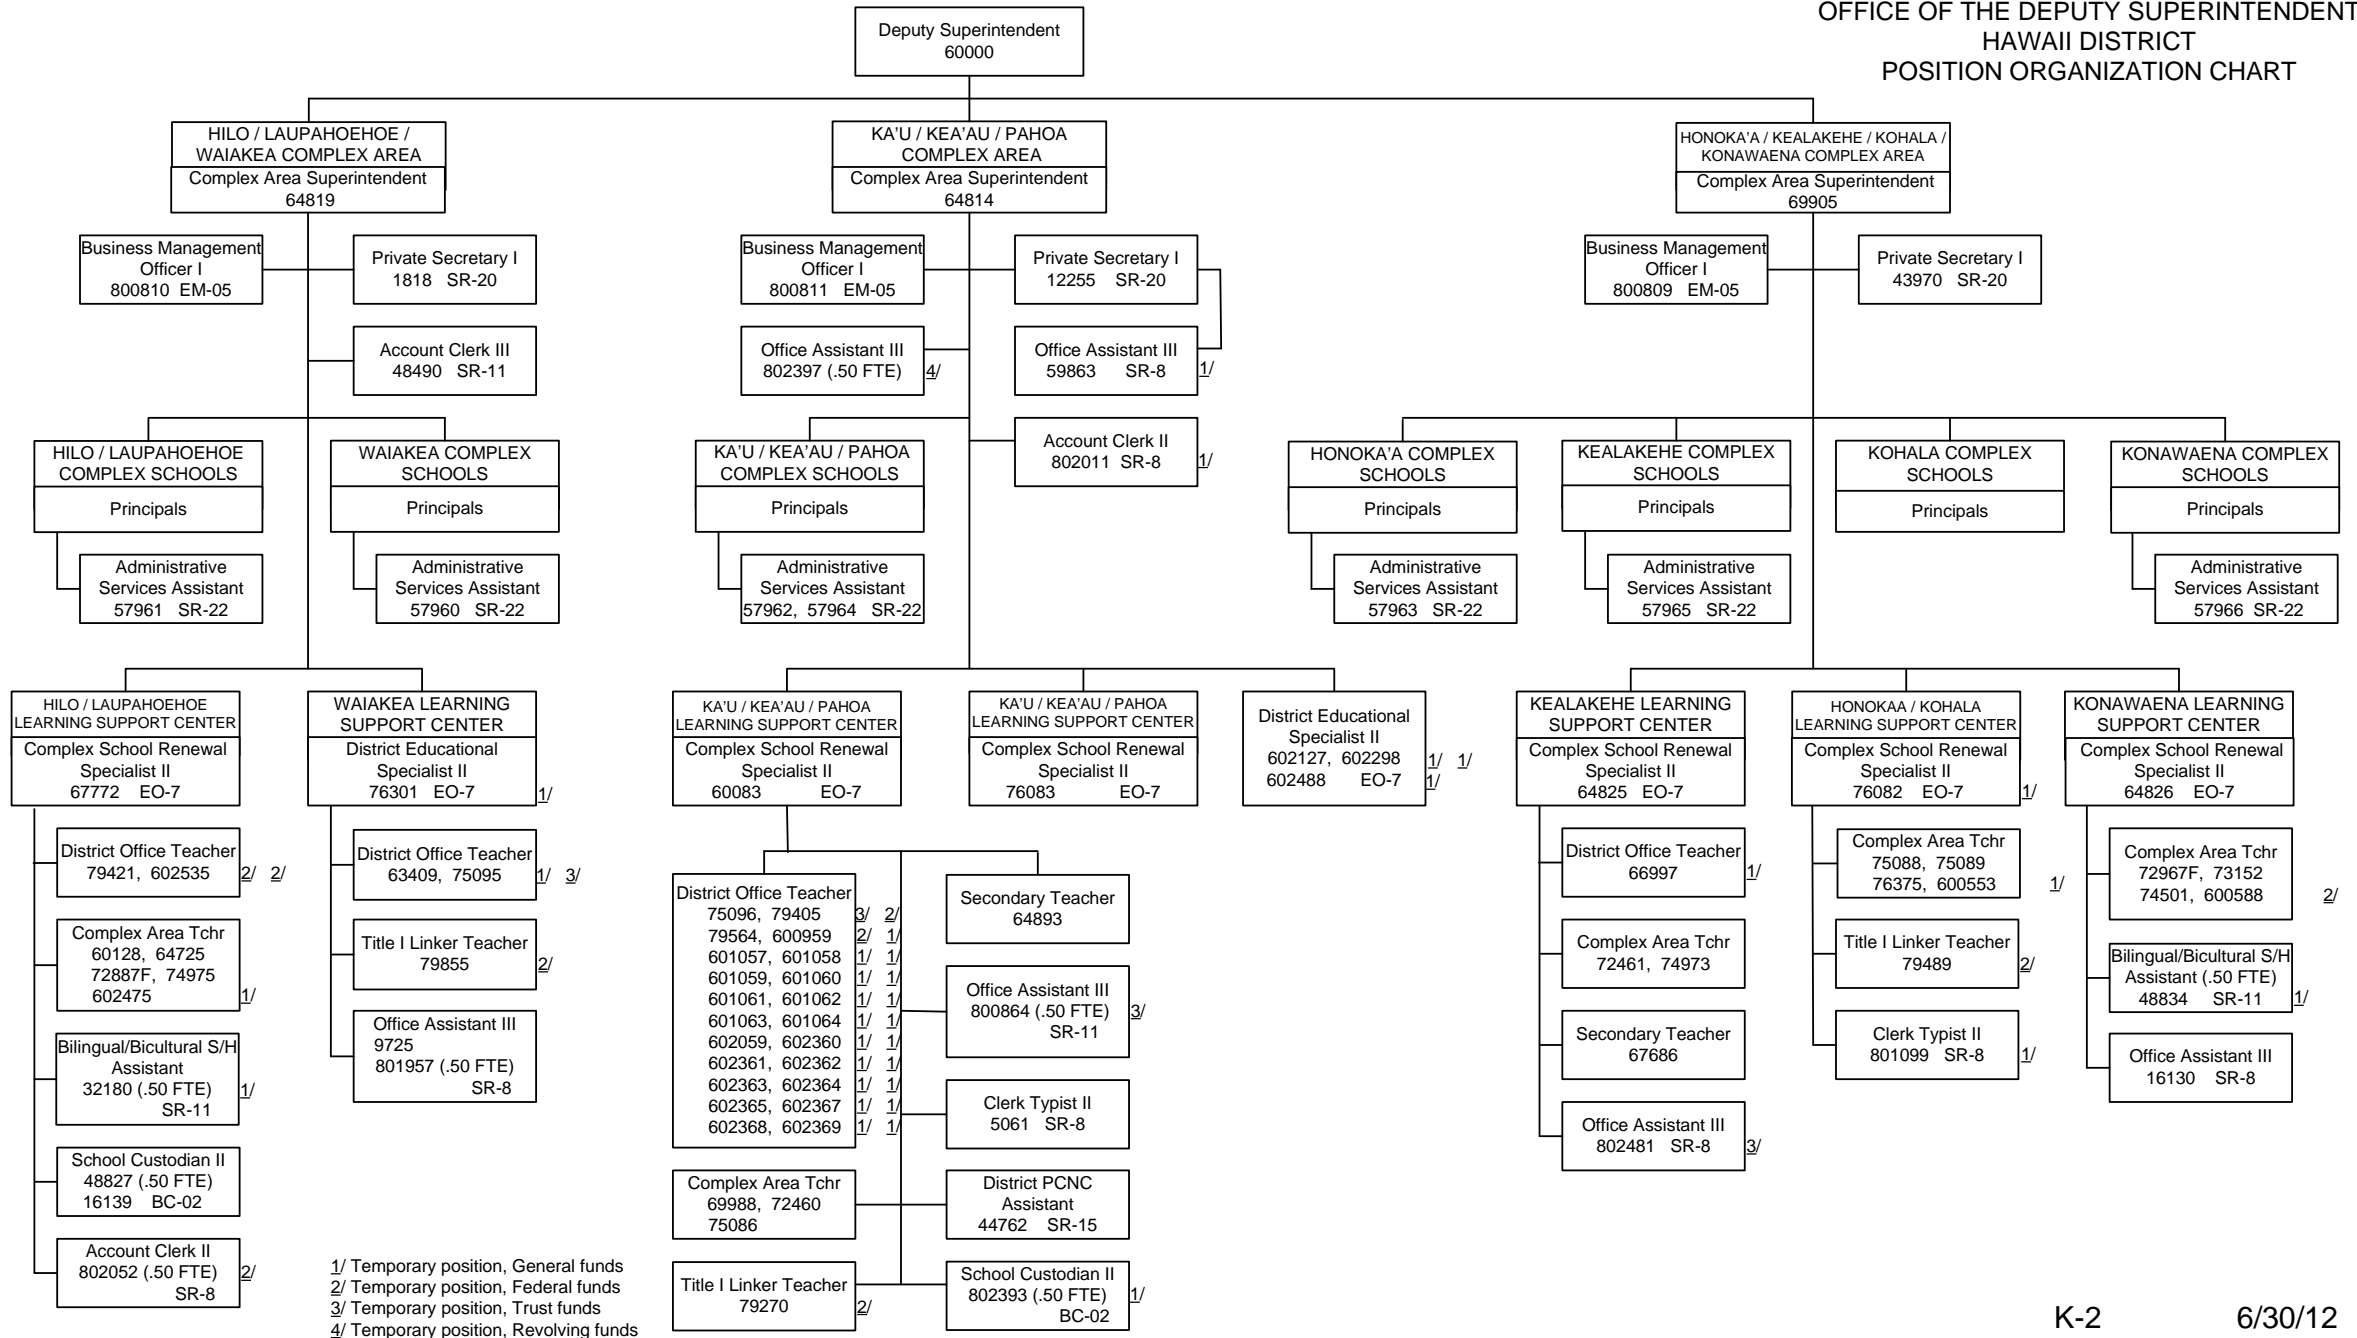 OFFICE OF THE DEPUTY SUPERINTENDENT
HAWAII DISTRICT
POSITION ORGANIZATION CHART
Deputy Superintendent
60000
HILO / LAUPAHOEHOE /
WAIAKEA COMPLEX AREA
Complex Area Superintendent
64819
KA'U / KEA'AU / PAHOA
COMPLEX AREA
Complex Area Superintendent
64814
HONOKA'A / KEALAKEHE / KOHALA /
KONAWAENA COMPLEX AREA
Complex Area Superintendent
69905
Business Management
Officer I
800810 EM-05
Private Secretary I
1818 SR-20
Business Management
Officer I
800811 EM-05
Private Secretary I
12255 SR-20
Business Management
Officer I
800809 EM-05
Private Secretary I
43970 SR-20
Account Clerk III
48490 SR-11
Office Assistant III
802397 (.50 FTE) 4/
Office Assistant III
59863 SR-8 1/
Account Clerk II
802011 SR-8 1/
HILO / LAUPAHOEHOE
COMPLEX SCHOOLS
Principals
Administrative
Services Assistant
57961 SR-22
WAIAKEA COMPLEX
SCHOOLS
Principals
Administrative
Services Assistant
57960 SR-22
KA'U / KEA'AU / PAHOA
COMPLEX SCHOOLS
Principals
Administrative
Services Assistant
57962, 57964 SR-22
HONOKA'A COMPLEX
SCHOOLS
Principals
Administrative
Services Assistant
57963 SR-22
KEALAKEHE COMPLEX
SCHOOLS
Principals
Administrative
Services Assistant
57965 SR-22
KOHALA COMPLEX
SCHOOLS
Principals
KONAWAENA COMPLEX
SCHOOLS
Principals
Administrative
Services Assistant
57966 SR-22
HILO / LAUPAHOEHOE
LEARNING SUPPORT CENTER
Complex School Renewal
Specialist II
67772 EO-7
District Office Teacher
79421, 602535 2/ 2/
Complex Area Tchr
60128, 64725
72887F, 74975
602475 1/
Bilingual/Bicultural S/H
Assistant
32180 (.50 FTE) 1/
SR-11
School Custodian II
48827 (.50 FTE)
16139 BC-02
Account Clerk II
802052 (.50 FTE) 2/
SR-8
WAIAKEA LEARNING
SUPPORT CENTER
District Educational
Specialist II
76301 EO-7 1/
District Office Teacher
63409, 75095 1/ 3/
Title I Linker Teacher
79855 2/
Office Assistant III
9725
801957 (.50 FTE)
SR-8
KA'U / KEA'AU / PAHOA
LEARNING SUPPORT CENTER
Complex School Renewal
Specialist II
60083 EO-7
District Office Teacher
75096, 79405 3/ 2/
79564, 600959 2/ 1/
601057, 601058 1/ 1/
601059, 601060 1/ 1/
601061, 601062 1/ 1/
601063, 601064 1/ 1/
602059, 602360 1/ 1/
602361, 602362 1/ 1/
602363, 602364 1/ 1/
602365, 602367 1/ 1/
602368, 602369 1/ 1/
Complex Area Tchr
69988, 72460
75086
Title I Linker Teacher
79270 2/
Secondary Teacher
64893
Office Assistant III
800864 (.50 FTE) 3/
SR-11
Clerk Typist II
5061 SR-8
District PCNC
Assistant
44762 SR-15
School Custodian II
802393 (.50 FTE) 1/
BC-02
KA'U / KEA'AU / PAHOA
LEARNING SUPPORT CENTER
Complex School Renewal
Specialist II
76083 EO-7
District Educational
Specialist II
602127, 602298 1/ 1/
602488 EO-7 1/
KEALAKEHE LEARNING
SUPPORT CENTER
Complex School Renewal
Specialist II
64825 EO-7
District Office Teacher
66997 1/
Complex Area Tchr
72461, 74973
Secondary Teacher
67686
Office Assistant III
802481 SR-8 3/
HONOKAA / KOHALA
LEARNING SUPPORT CENTER
Complex School Renewal
Specialist II
76082 EO-7 1/
Complex Area Tchr
75088, 75089
76375, 600553 1/
Title I Linker Teacher
79489 2/
Clerk Typist II
801099 SR-8 1/
KONAWAENA LEARNING
SUPPORT CENTER
Complex School Renewal
Specialist II
64826 EO-7
Complex Area Tchr
72967F, 73152
74501, 600588 2/
Bilingual/Bicultural S/H
Assistant (.50 FTE)
48834 SR-11 1/
Office Assistant III
16130 SR-8
1/ Temporary position, General funds
2/ Temporary position, Federal funds
3/ Temporary position, Trust funds
4/ Temporary position, Revolving funds
K-2 6/30/12